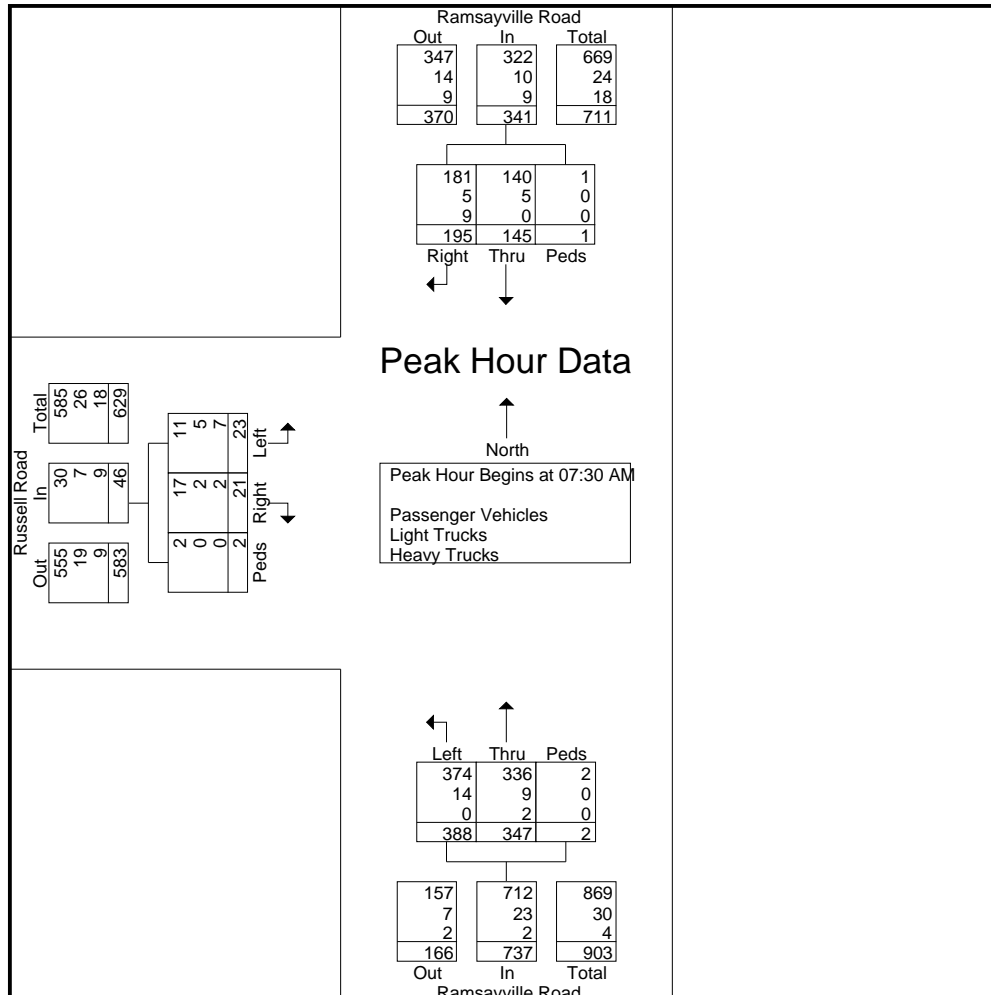 Ramsayville Road
Out In Total
347 322 669
14 10 24
9 9 18
370 341 711
181 140 1
5 5 0
9 0 0
195 145 1
Right Thru Peds
Peak Hour Data
North
Peak Hour Begins at 07:30 AM
Passenger Vehicles
Light Trucks
Heavy Trucks
Russell Road
Out In Total
555 30 585
19 7 26
9 9 18
583 46 629
2 17 11
0 2 5
0 2 7
2 21 23
Peds Right Left
Left Thru Peds
374 336 2
14 9 0
0 2 0
388 347 2
157 712 869
7 23 30
2 2 4
166 737 903
Out In Total
Ramsayville Road